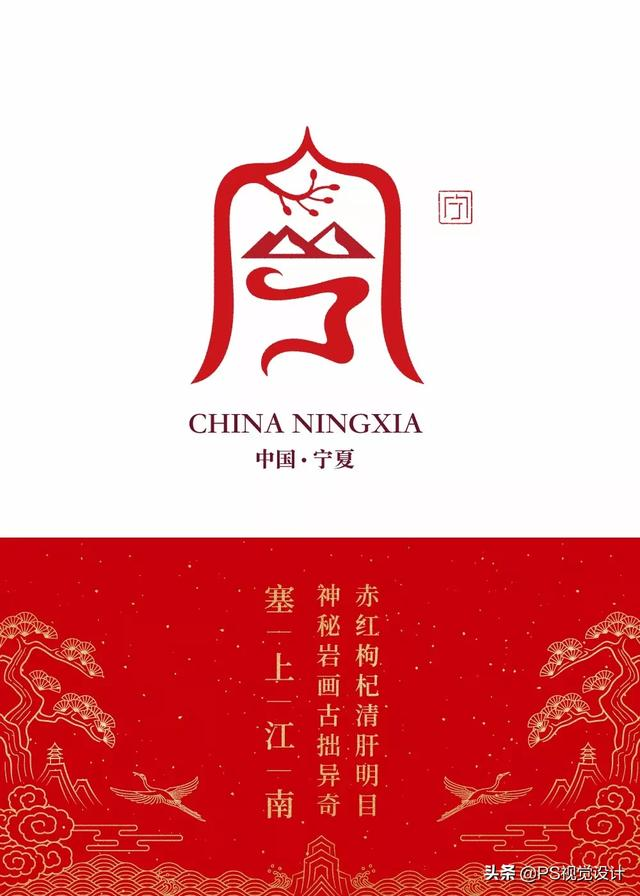 CHINA NINGXIA
中国·宁夏
赤红枸杞清肝明目
神秘岩画古拙异奇
塞—上—江—南
头条 @PS视觉设计